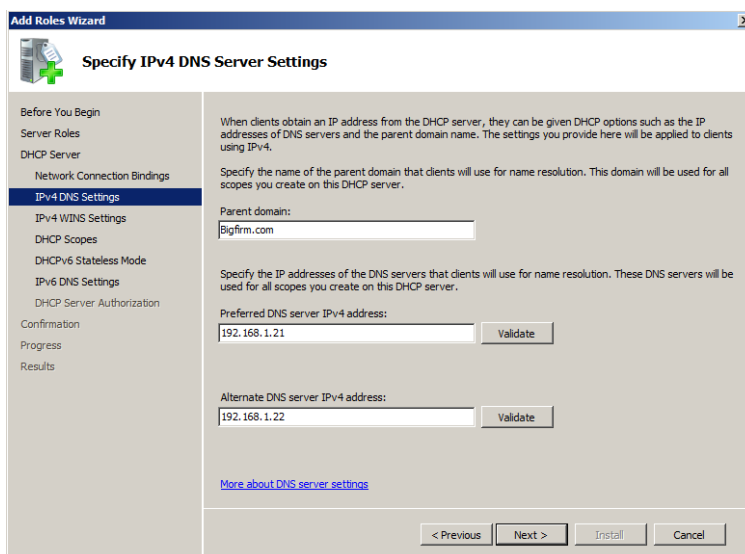 Add Roles Wizard
Specify IPv4 DNS Server Settings
Before You Begin
Server Roles
DHCP Server
Network Connection Bindings
IPv4 DNS Settings
IPv4 WINS Settings
DHCP Scopes
DHCPv6 Stateless Mode
IPv6 DNS Settings
DHCP Server Authorization
Confirmation
Progress
Results
When clients obtain an IP address from the DHCP server, they can be given DHCP options such as the IP
addresses of DNS servers and the parent domain name. The settings you provide here will be applied to clients
using IPv4.
Specify the name of the parent domain that clients will use for name resolution. This domain will be used for all
scopes you create on this DHCP server.
Parent domain:
Bigfirm.com
Specify the IP addresses of the DNS servers that clients will use for name resolution. These DNS servers will be
used for all scopes you create on this DHCP server.
Preferred DNS server IPv4 address:
192.168.1.21
Validate
Alternate DNS server IPv4 address:
192.168.1.22
Validate
More about DNS server settings
< Previous
Next >
Install
Cancel